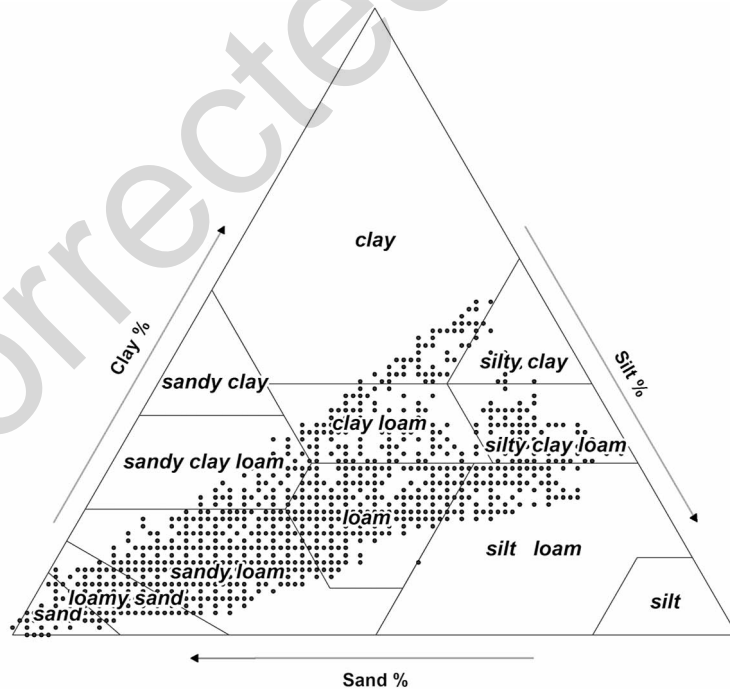 orrected
clay
Clay %
Silt %
sandy clay
silty clay
clay loam
sandy clay loam
silty clay loam
loam
silt loam
sandy loam
loamy sand
sand
silt
Sand %